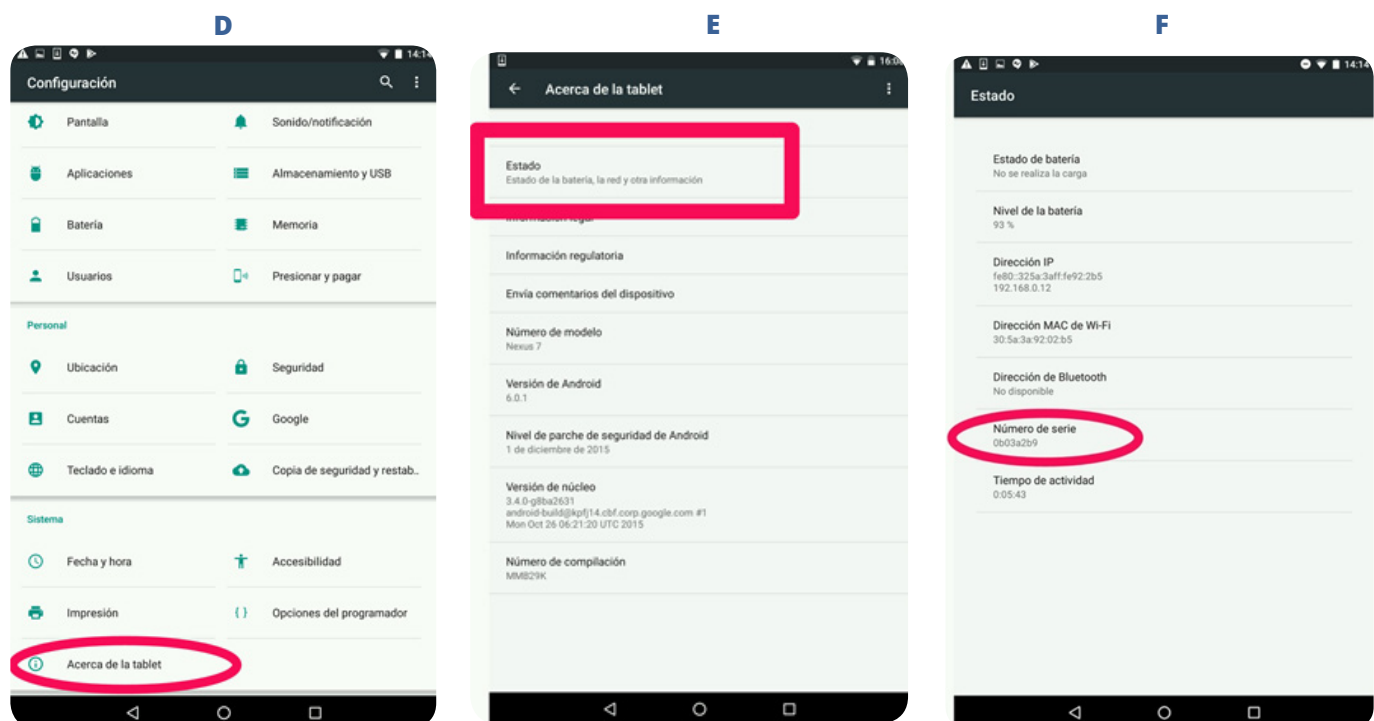 D
14:14
Configuración
Pantalla
Sonido/notificación
Aplicaciones
Almacenamiento y USB
Batería
Memoria
Usuarios
Presionar y pagar
Personal
Ubicación
Seguridad
Cuentas
Google
Teclado e idioma
Copia de seguridad y restab..
Sistema
Fecha y hora
Accesibilidad
Impresión
{ } Opciones del programador
Acerca de la tablet
E
Acerca de la tablet
Estado
Estado de la batería, la red y otra información
Información legal
Información regulatoria
Envía comentarios del dispositivo
Número de modelo
Nexus 7
Versión de Android
6.0.1
Nivel de parche de seguridad de Android
1 de diciembre de 2015
Versión de núcleo
3.4.0-g8ba2631
android-build@kpfj14.cbf.corp.google.com #1
Mon Oct 26 06:21:20 UTC 2015
Número de compilación
MMB29K
F
14:14
Estado
Estado de batería
No se realiza la carga
Nivel de la batería
93 %
Dirección IP
fe80::325a:3aff:fe92:2b5
192.168.0.12
Dirección MAC de Wi-Fi
30:5a:3a:92:02:b5
Dirección de Bluetooth
No disponible
Número de serie
0b03a2b9
Tiempo de actividad
0:05:43